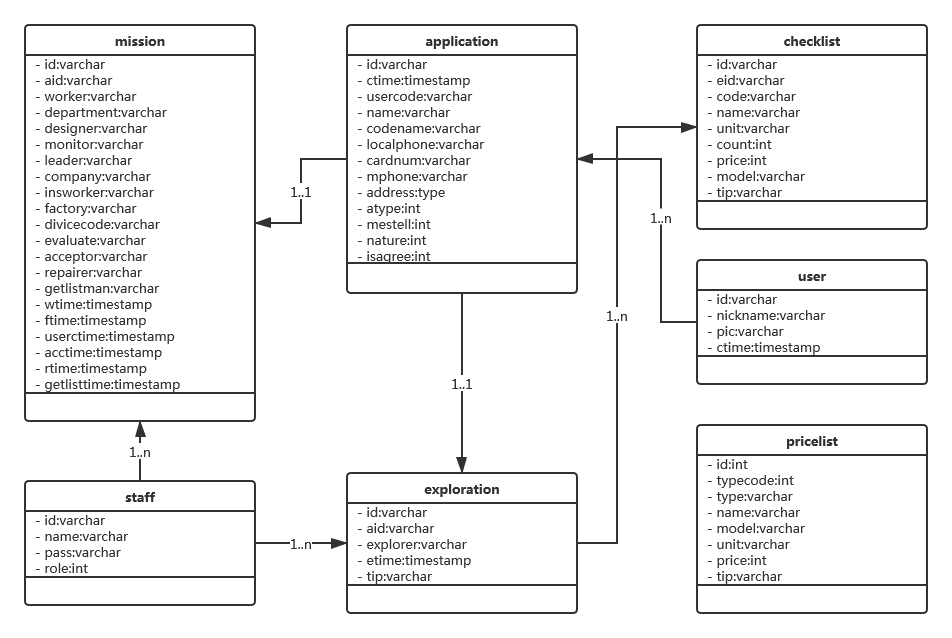 mission
- id:varchar
- aid:varchar
- worker:varchar
- department:varchar
- designer:varchar
- monitor:varchar
- leader:varchar
- company:varchar
- insworker:varchar
- factory:varchar
- divicecode:varchar
- evaluate:varchar
- acceptor:varchar
- repairer:varchar
- getlistman:varchar
- wtime:timestamp
- ftime:timestamp
- userctime:timestamp
- acctime:timestamp
- rtime:timestamp
- getlisttime:timestamp
1..1
application
- id:varchar
- ctime:timestamp
- usercode:varchar
- name:varchar
- codename:varchar
- localphone:varchar
- cardnum:varchar
- mphone:varchar
- address:type
- atype:int
- mestell:int
- nature:int
- isagree:int
checklist
- id:varchar
- eid:varchar
- code:varchar
- name:varchar
- unit:varchar
- count:int
- price:int
- model:varchar
- tip:varchar
1..n
user
- id:varchar
- nickname:varchar
- pic:varchar
- ctime:timestamp
1..n
1..1
1..n
staff
- id:varchar
- name:varchar
- pass:varchar
- role:int
1..n
exploration
- id:varchar
- aid:varchar
- explorer:varchar
- etime:timestamp
- tip:varchar
pricelist
- id:int
- typecode:int
- type:varchar
- name:varchar
- model:varchar
- unit:varchar
- price:int
- tip:varchar